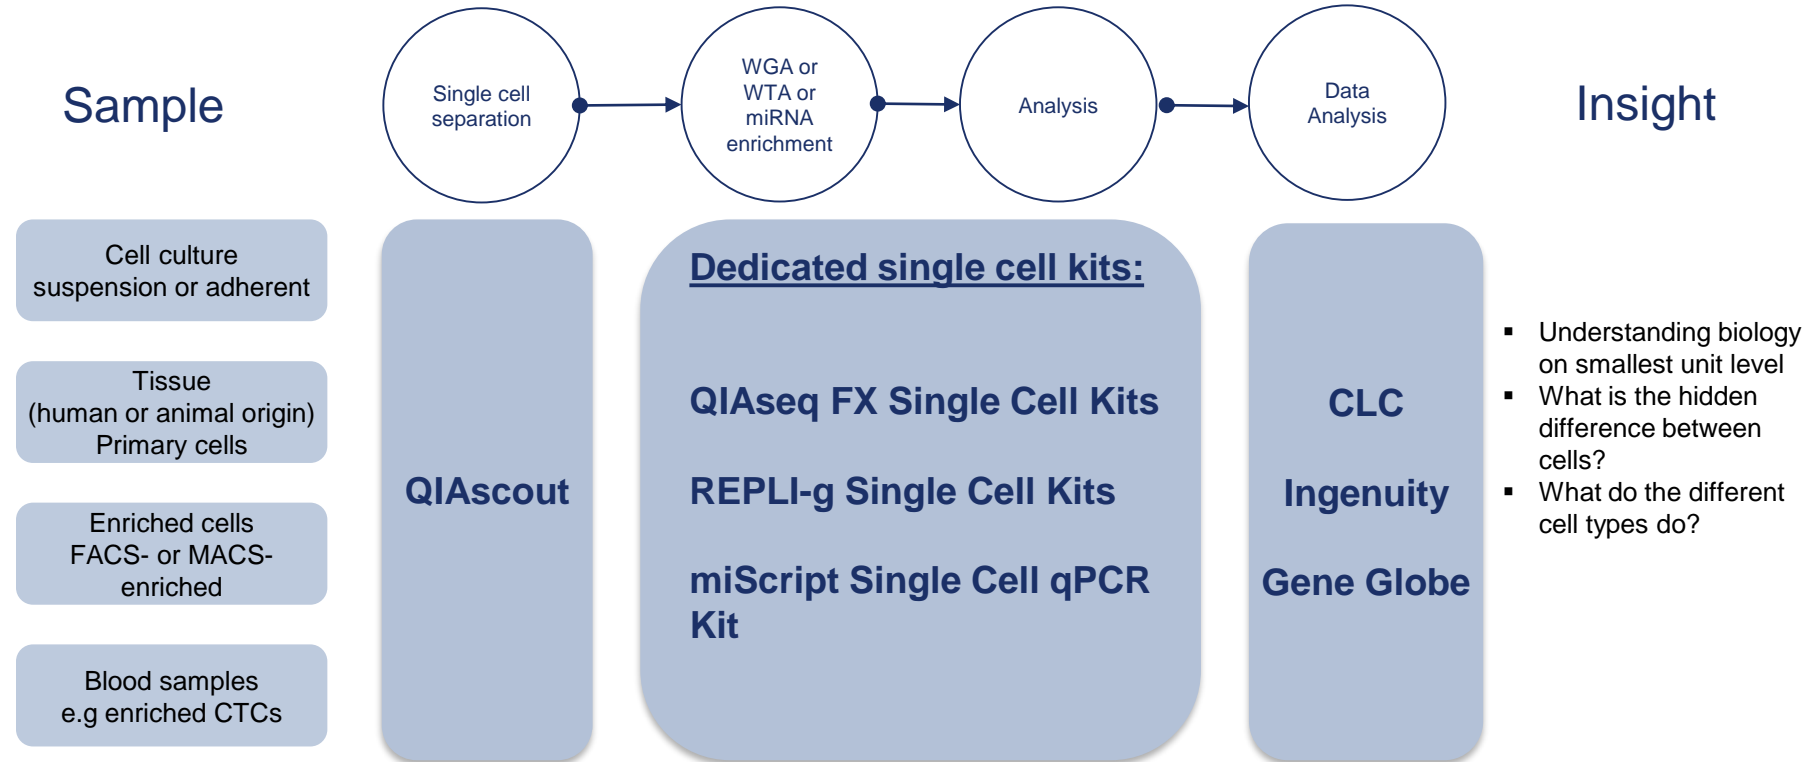 Sample
Single cell
separation
WGA or
WTA or
miRNA
enrichment
Analysis
Data
Analysis
Insight
Cell culture
suspension or adherent
Tissue
(human or animal origin)
Primary cells
Enriched cells
FACS- or MACS-
enriched
Blood samples
e.g enriched CTCs
QIAscout
Dedicated single cell kits:
QIAseq FX Single Cell Kits
REPLI-g Single Cell Kits
miScript Single Cell qPCR
Kit
CLC
Ingenuity
Gene Globe
▪ Understanding biology
on smallest unit level
▪ What is the hidden
difference between
cells?
▪ What do the different
cell types do?